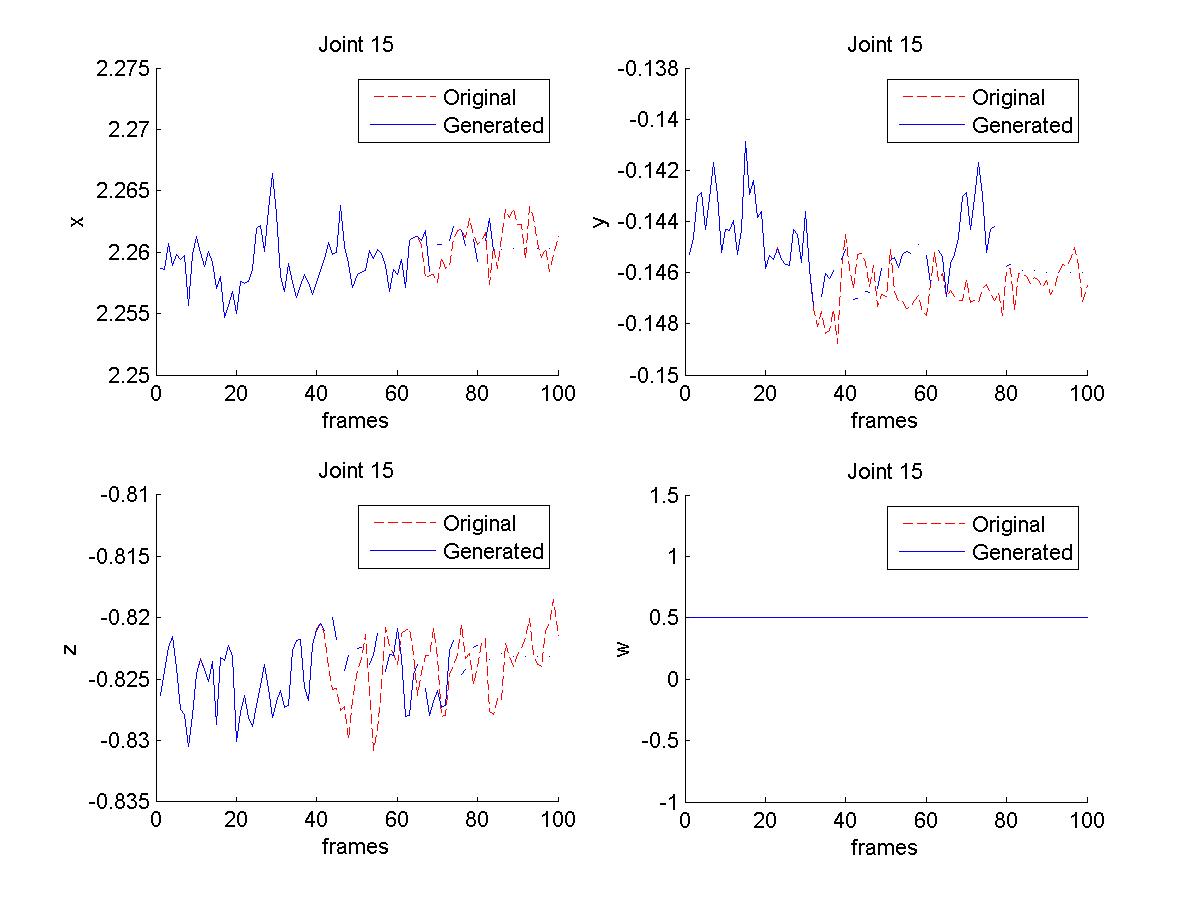 Joint 15
2.275
2.27
2.265
2.26
2.255
2.25
x
0 20 40 60 80 100
frames
Original
Generated
Joint 15
-0.138
-0.14
-0.142
-0.144
-0.146
-0.148
-0.15
y
0 20 40 60 80 100
frames
Original
Generated
Joint 15
-0.81
-0.815
-0.82
-0.825
-0.83
-0.835
z
0 20 40 60 80 100
frames
Original
Generated
Joint 15
1.5
1
0.5
0
-0.5
-1
w
0 20 40 60 80 100
frames
Original
Generated